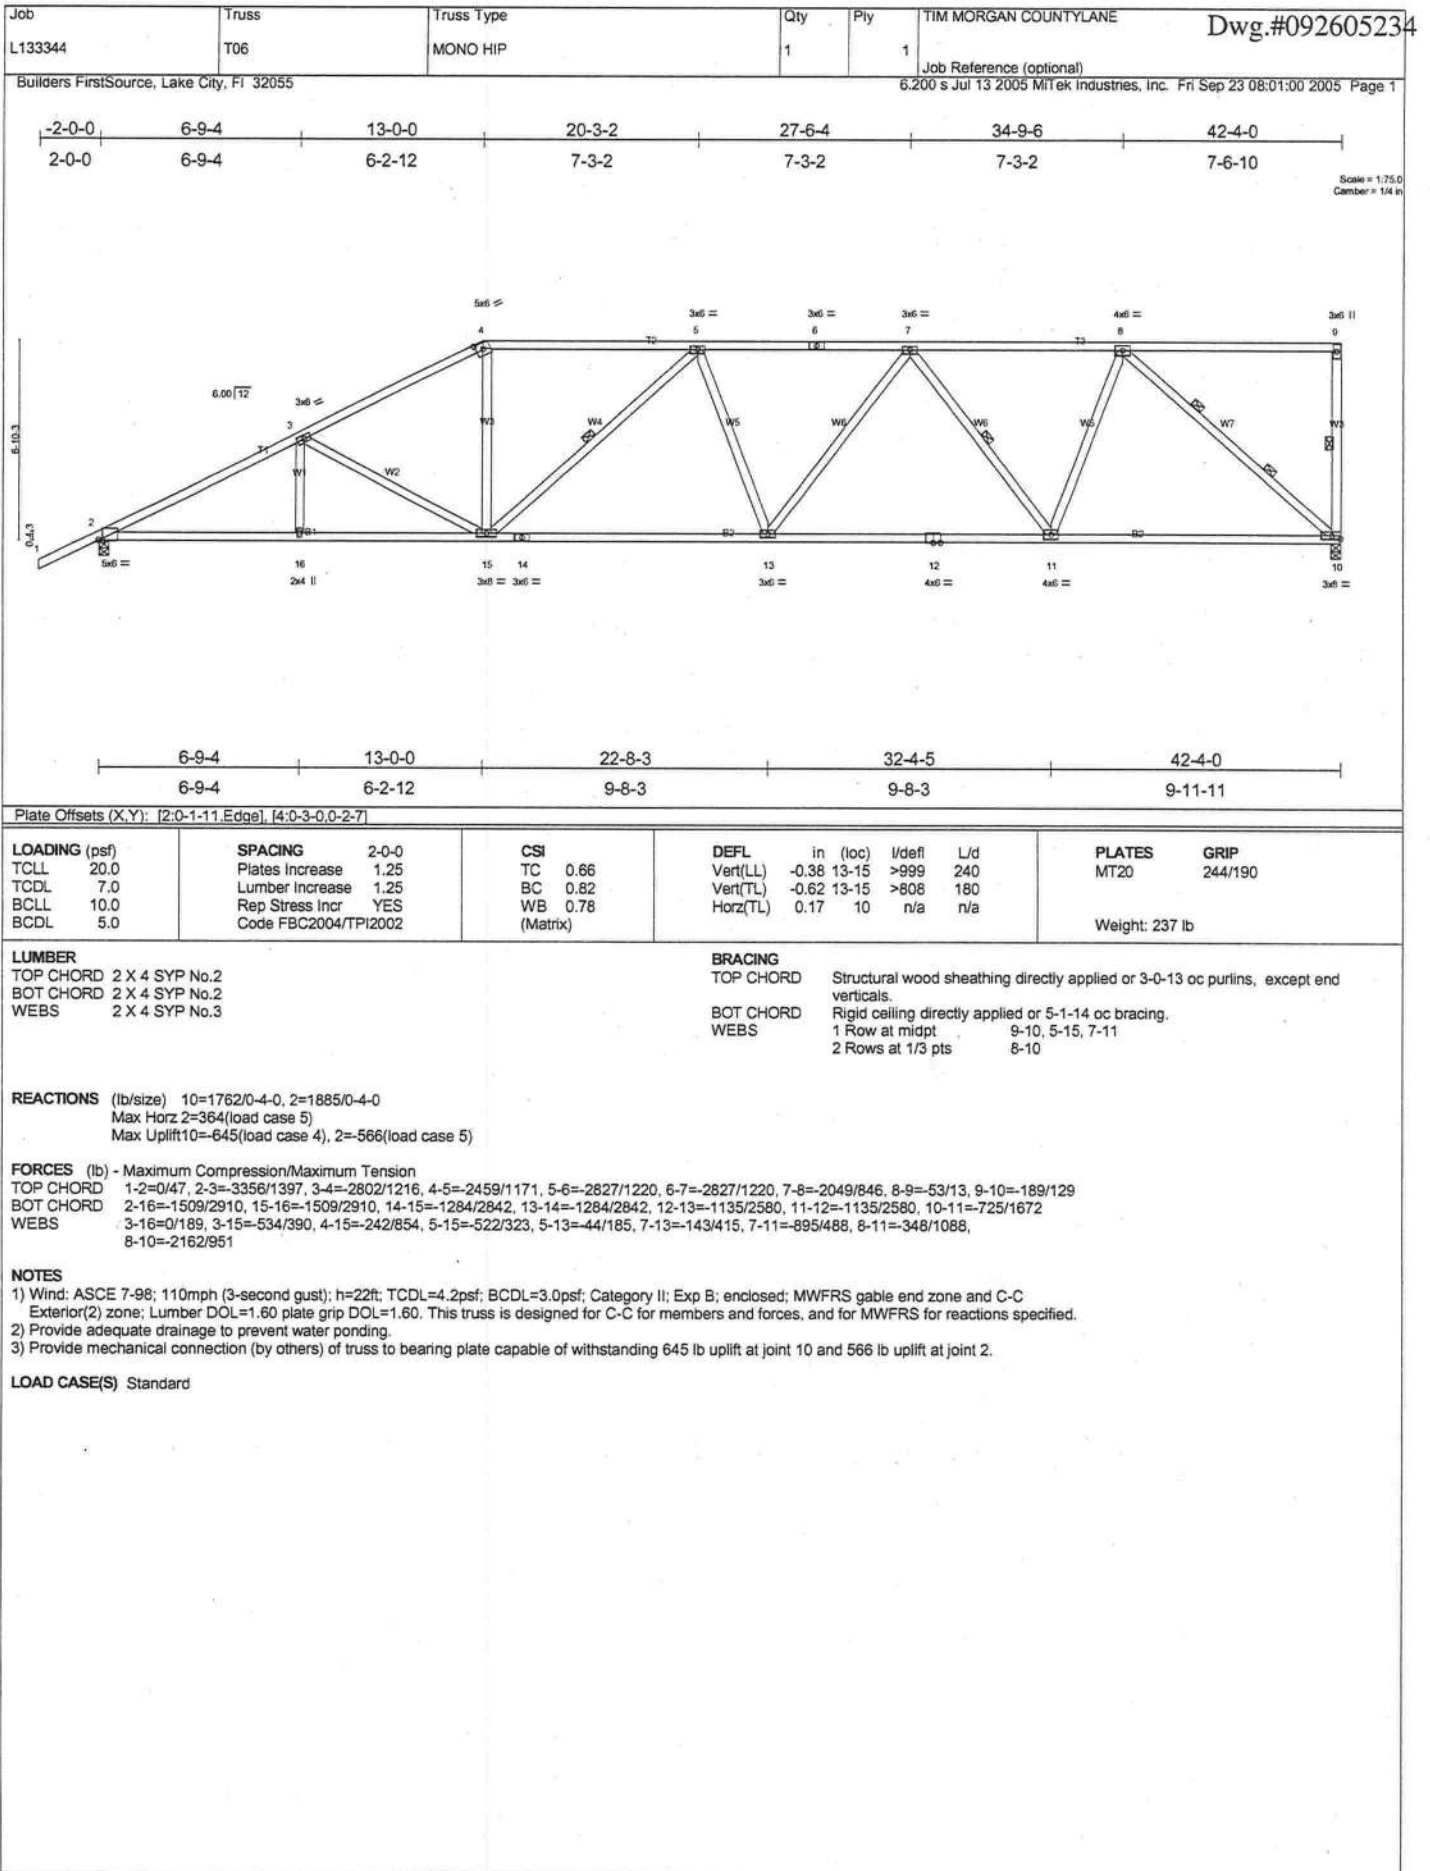 Job Truss Truss Type Qty Ply TIM MORGAN COUNTYLANE Dwg.#092605234
L133344 T06 MONO HIP 1 1
Job Reference (optional)
Builders FirstSource, Lake City, Fl 32055 6.200 s Jul 13 2005 MiTek Industries, Inc. Fri Sep 23 08:01:00 2005 Page 1
-2-0-0 6-9-4 13-0-0 20-3-2 27-6-4 34-9-6 42-4-0
2-0-0 6-9-4 6-2-12 7-3-2 7-3-2 7-3-2 7-6-10
Scale = 1:75.0
Camber = 1/4 in
5x6
3x6 = 3x6 = 3x6 = 4x6 = 3x6 II
4 5 6 7 8 9
T2 T3
6.00 12
3x6
3
T1
W1 W2 W3 W4 W5 W6 W6 W5 W7 W3
6-10-3
0-4-3
2
1
B1 B2 B2
5x6 = 16 15 14 13 12 11 10
2x4 II 3x8 = 3x6 = 3x6 = 4x6 = 4x6 = 3x8 =
6-9-4 13-0-0 22-8-3 32-4-5 42-4-0
6-9-4 6-2-12 9-8-3 9-8-3 9-11-11
Plate Offsets (X,Y): [2:0-1-11,Edge], [4:0-3-0,0-2-7]
LOADING (psf) SPACING 2-0-0 CSI DEFL in (loc) l/defl L/d PLATES GRIP
TCLL 20.0 Plates Increase 1.25 TC 0.66 Vert(LL) -0.38 13-15 >999 240 MT20 244/190
TCDL 7.0 Lumber Increase 1.25 BC 0.82 Vert(TL) -0.62 13-15 >808 180
BCLL 10.0 Rep Stress Incr YES WB 0.78 Horz(TL) 0.17 10 n/a n/a
BCDL 5.0 Code FBC2004/TPI2002 (Matrix) Weight: 237 lb
LUMBER
TOP CHORD 2 X 4 SYP No.2
BOT CHORD 2 X 4 SYP No.2
WEBS 2 X 4 SYP No.3
BRACING
TOP CHORD Structural wood sheathing directly applied or 3-0-13 oc purlins, except end
verticals.
BOT CHORD Rigid ceiling directly applied or 5-1-14 oc bracing.
WEBS 1 Row at midpt 9-10, 5-15, 7-11
2 Rows at 1/3 pts 8-10
REACTIONS (lb/size) 10=1762/0-4-0, 2=1885/0-4-0
Max Horz 2=364(load case 5)
Max Uplift10=-645(load case 4), 2=-566(load case 5)
FORCES (lb) - Maximum Compression/Maximum Tension
TOP CHORD 1-2=0/47, 2-3=-3356/1397, 3-4=-2802/1216, 4-5=-2459/1171, 5-6=-2827/1220, 6-7=-2827/1220, 7-8=-2049/846, 8-9=-53/13, 9-10=-189/129
BOT CHORD 2-16=-1509/2910, 15-16=-1509/2910, 14-15=-1284/2842, 13-14=-1284/2842, 12-13=-1135/2580, 11-12=-1135/2580, 10-11=-725/1672
WEBS 3-16=0/189, 3-15=-534/390, 4-15=-242/854, 5-15=-522/323, 5-13=-44/185, 7-13=-143/415, 7-11=-895/488, 8-11=-348/1088,
8-10=-2162/951
NOTES
1) Wind: ASCE 7-98; 110mph (3-second gust); h=22ft; TCDL=4.2psf; BCDL=3.0psf; Category II; Exp B; enclosed; MWFRS gable end zone and C-C
Exterior(2) zone; Lumber DOL=1.60 plate grip DOL=1.60. This truss is designed for C-C for members and forces, and for MWFRS for reactions specified.
2) Provide adequate drainage to prevent water ponding.
3) Provide mechanical connection (by others) of truss to bearing plate capable of withstanding 645 lb uplift at joint 10 and 566 lb uplift at joint 2.
LOAD CASE(S) Standard